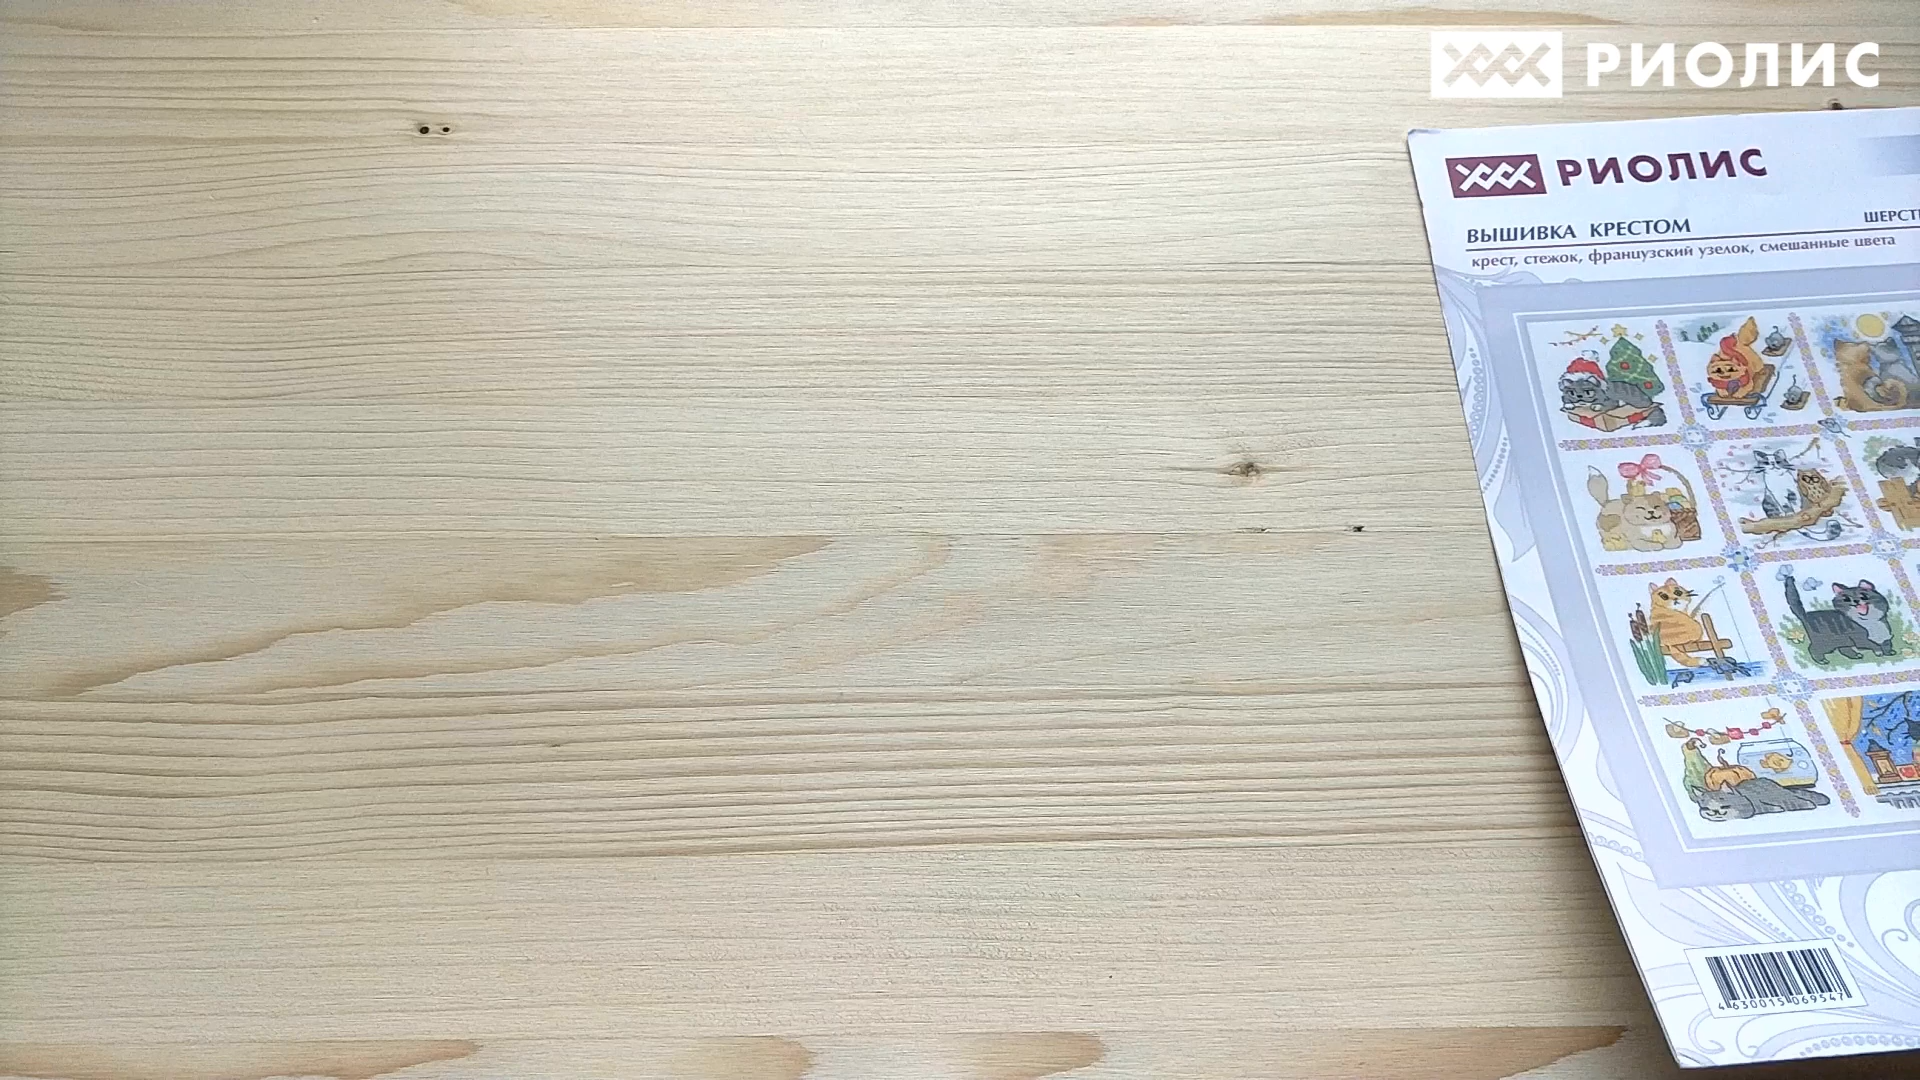 РИОЛИС
РИОЛИС
ВЫШИВКА КРЕСТОМ
крест, стежок, французский узелок, смешанные цвета
4630015069547